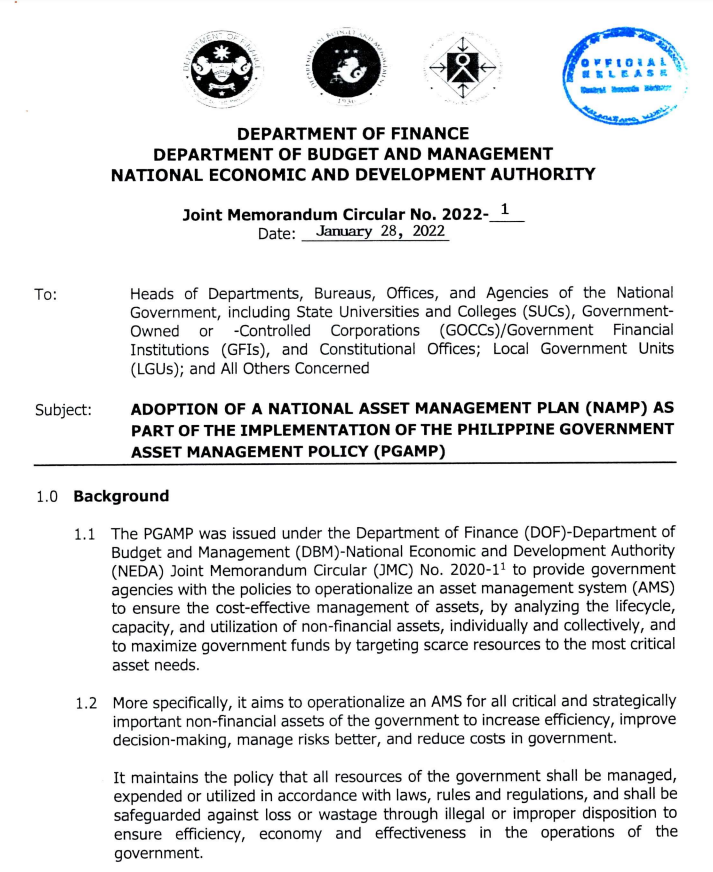 OFFICIAL
RELEASE
DEPARTMENT OF FINANCE
DEPARTMENT OF BUDGET AND MANAGEMENT
NATIONAL ECONOMIC AND DEVELOPMENT AUTHORITY
Joint Memorandum Circular No. 2022- 1
Date: January 28, 2022
To: Heads of Departments, Bureaus, Offices, and Agencies of the National
Government, including State Universities and Colleges (SUCs), Government-
Owned or -Controlled Corporations (GOCCs)/Government Financial
Institutions (GFIs), and Constitutional Offices; Local Government Units
(LGUs); and All Others Concerned
Subject: ADOPTION OF A NATIONAL ASSET MANAGEMENT PLAN (NAMP) AS
PART OF THE IMPLEMENTATION OF THE PHILIPPINE GOVERNMENT
ASSET MANAGEMENT POLICY (PGAMP)
1.0 Background
1.1 The PGAMP was issued under the Department of Finance (DOF)-Department of
Budget and Management (DBM)-National Economic and Development Authority
(NEDA) Joint Memorandum Circular (JMC) No. 2020-1¹ to provide government
agencies with the policies to operationalize an asset management system (AMS)
to ensure the cost-effective management of assets, by analyzing the lifecycle,
capacity, and utilization of non-financial assets, individually and collectively, and
to maximize government funds by targeting scarce resources to the most critical
asset needs.
1.2 More specifically, it aims to operationalize an AMS for all critical and strategically
important non-financial assets of the government to increase efficiency, improve
decision-making, manage risks better, and reduce costs in government.
It maintains the policy that all resources of the government shall be managed,
expended or utilized in accordance with laws, rules and regulations, and shall be
safeguarded against loss or wastage through illegal or improper disposition to
ensure efficiency, economy and effectiveness in the operations of the
government.